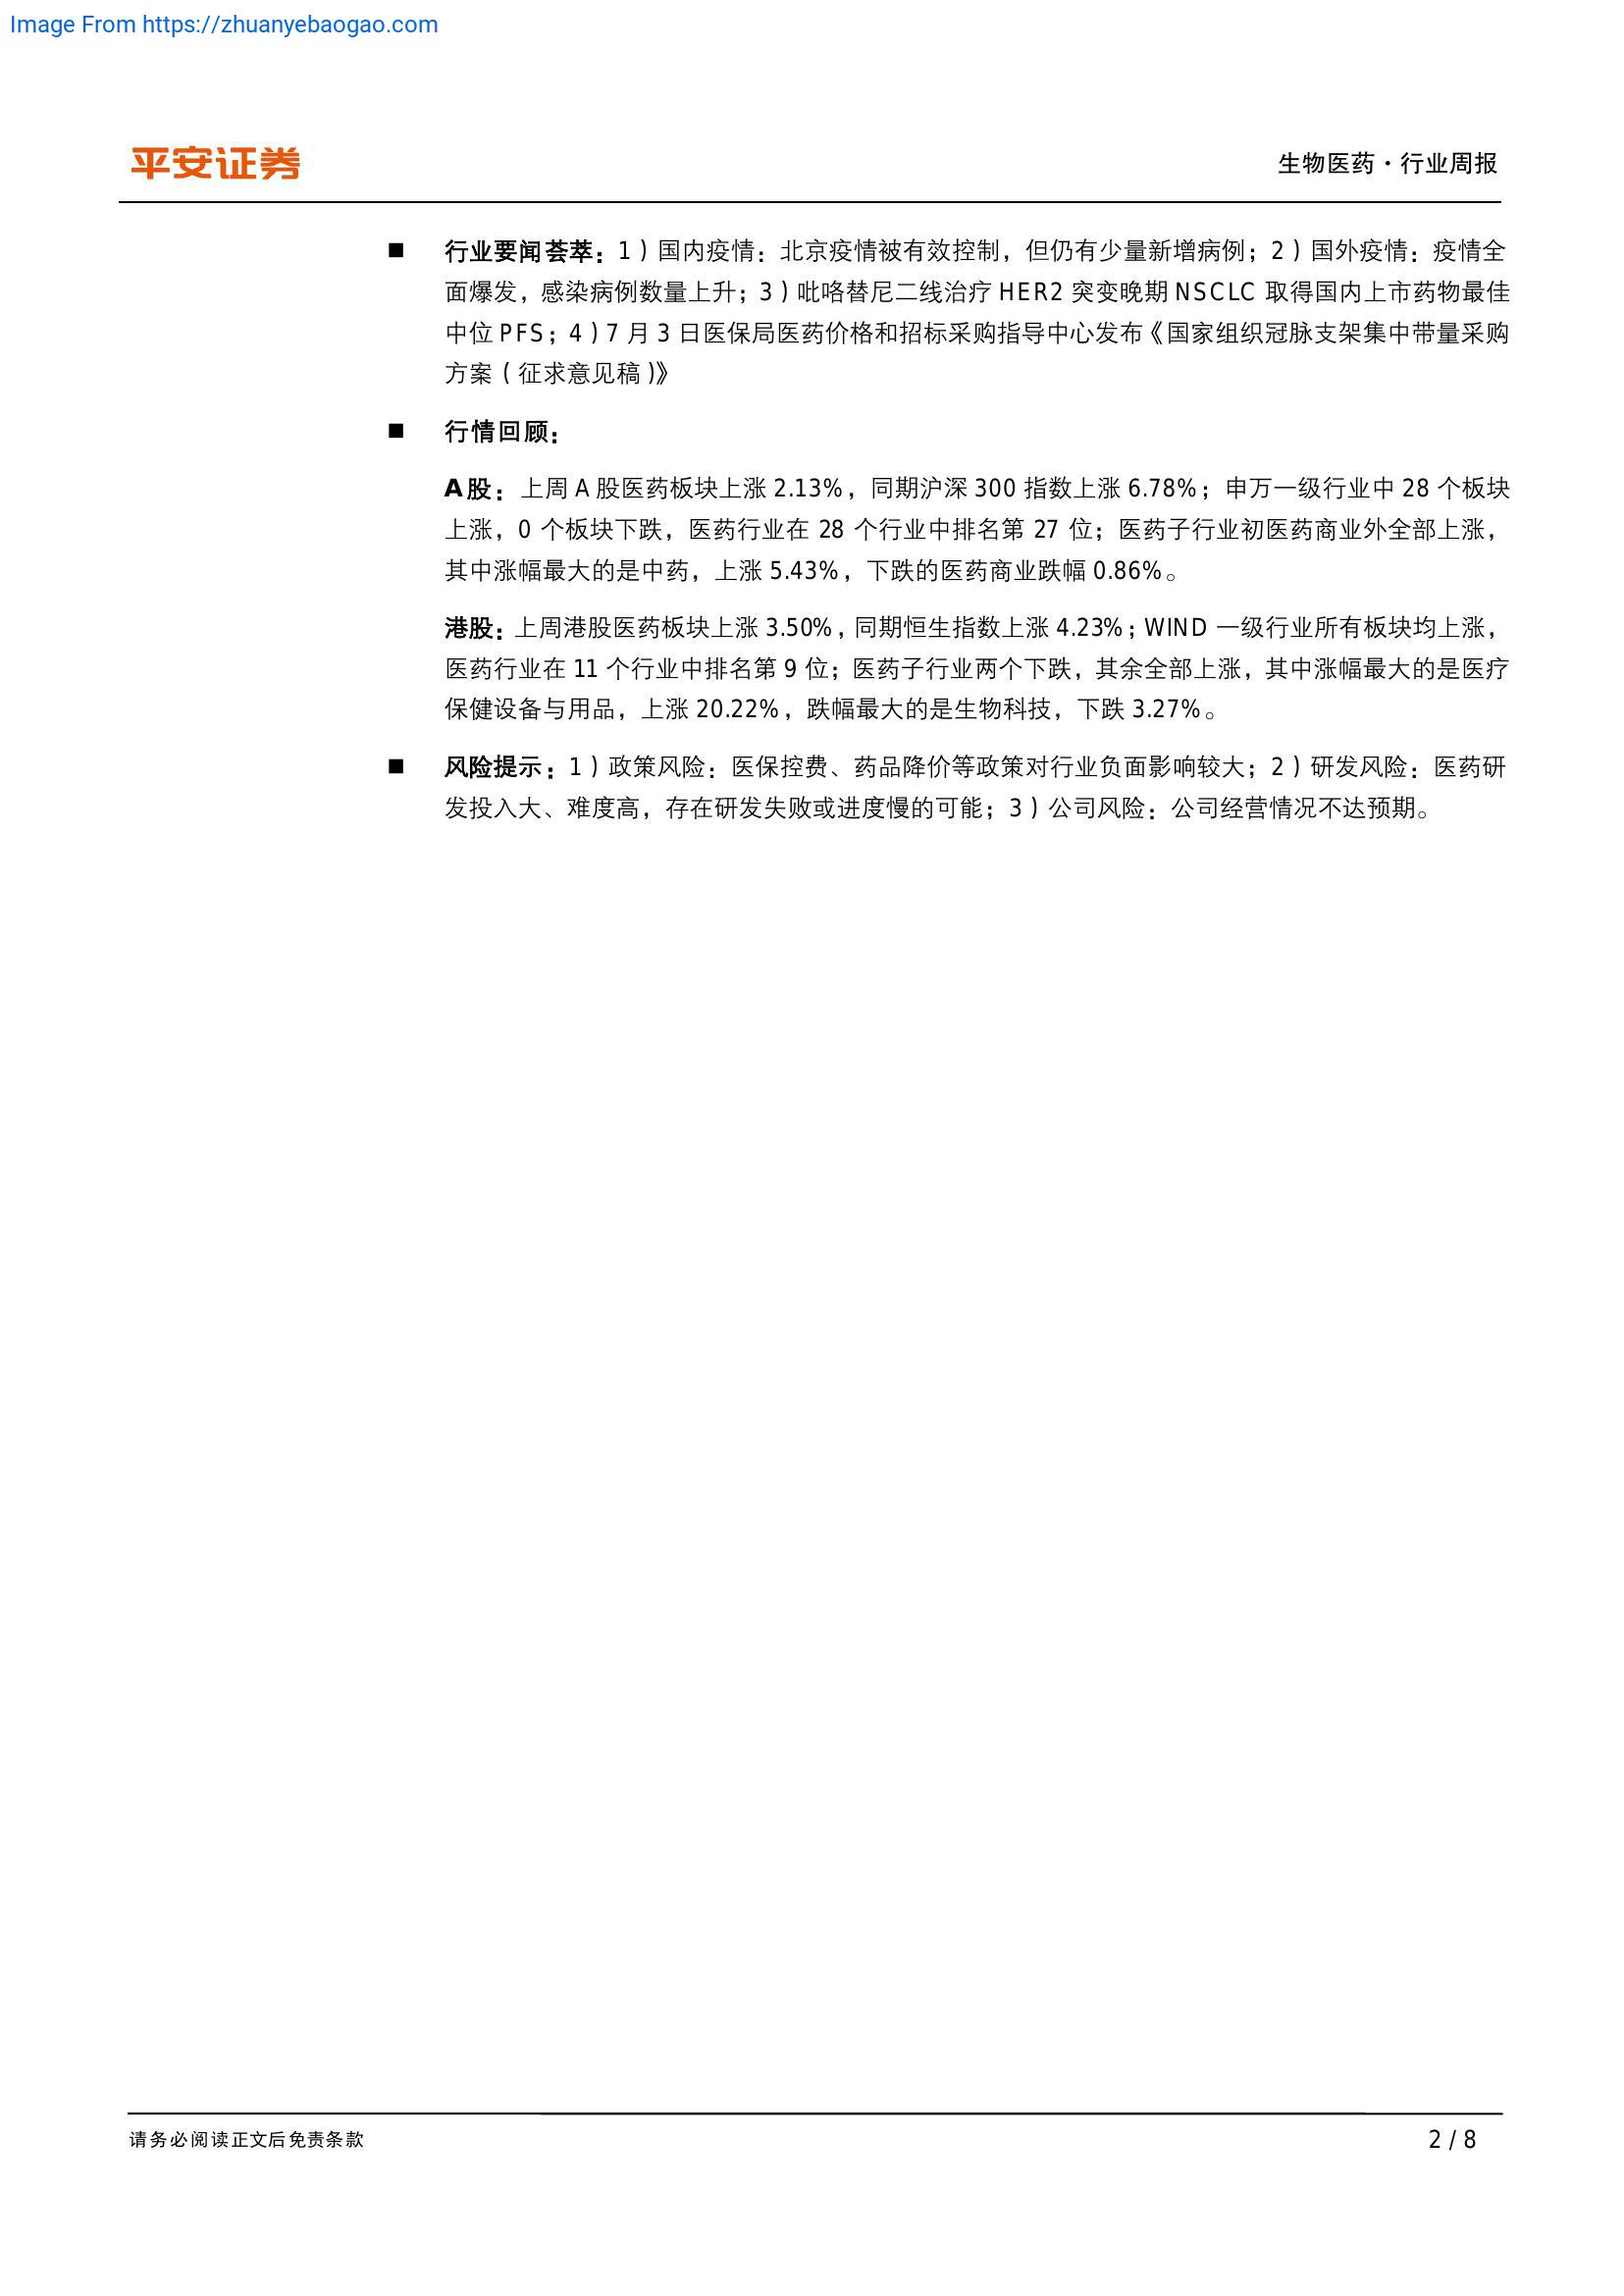 Image From https://zhuanyebaogao.com
平安证券
生物医药·行业周报
■ 行业要闻荟萃：1）国内疫情：北京疫情被有效控制，但仍有少量新增病例；2）国外疫情：疫情全
面爆发，感染病例数量上升；3）吡咯替尼二线治疗 HER2 突变晚期 NSCLC 取得国内上市药物最佳
中位 PFS；4）7 月 3 日医保局医药价格和招标采购指导中心发布《国家组织冠脉支架集中带量采购
方案（征求意见稿）》
■ 行情回顾：
A股：上周 A 股医药板块上涨 2.13%，同期沪深 300 指数上涨 6.78%；申万一级行业中 28 个板块
上涨，0 个板块下跌，医药行业在 28 个行业中排名第 27 位；医药子行业初医药商业外全部上涨，
其中涨幅最大的是中药，上涨 5.43%，下跌的医药商业跌幅 0.86%。
港股：上周港股医药板块上涨 3.50%，同期恒生指数上涨 4.23%；WIND 一级行业所有板块均上涨，
医药行业在 11 个行业中排名第 9 位；医药子行业两个下跌，其余全部上涨，其中涨幅最大的是医疗
保健设备与用品，上涨 20.22%，跌幅最大的是生物科技，下跌 3.27%。
■ 风险提示：1）政策风险：医保控费、药品降价等政策对行业负面影响较大；2）研发风险：医药研
发投入大、难度高，存在研发失败或进度慢的可能；3）公司风险：公司经营情况不达预期。
请务必阅读正文后免责条款
2 / 8